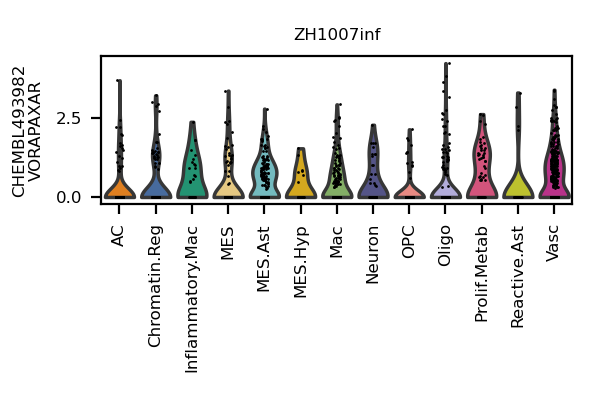 ZH1007inf
CHEMBL493982
VORAPAXAR
2.5
0.0
AC
Chromatin.Reg
Inflammatory.Mac
MES
MES.Ast
MES.Hyp
Mac
Neuron
OPC
Oligo
Prolif.Metab
Reactive.Ast
Vasc